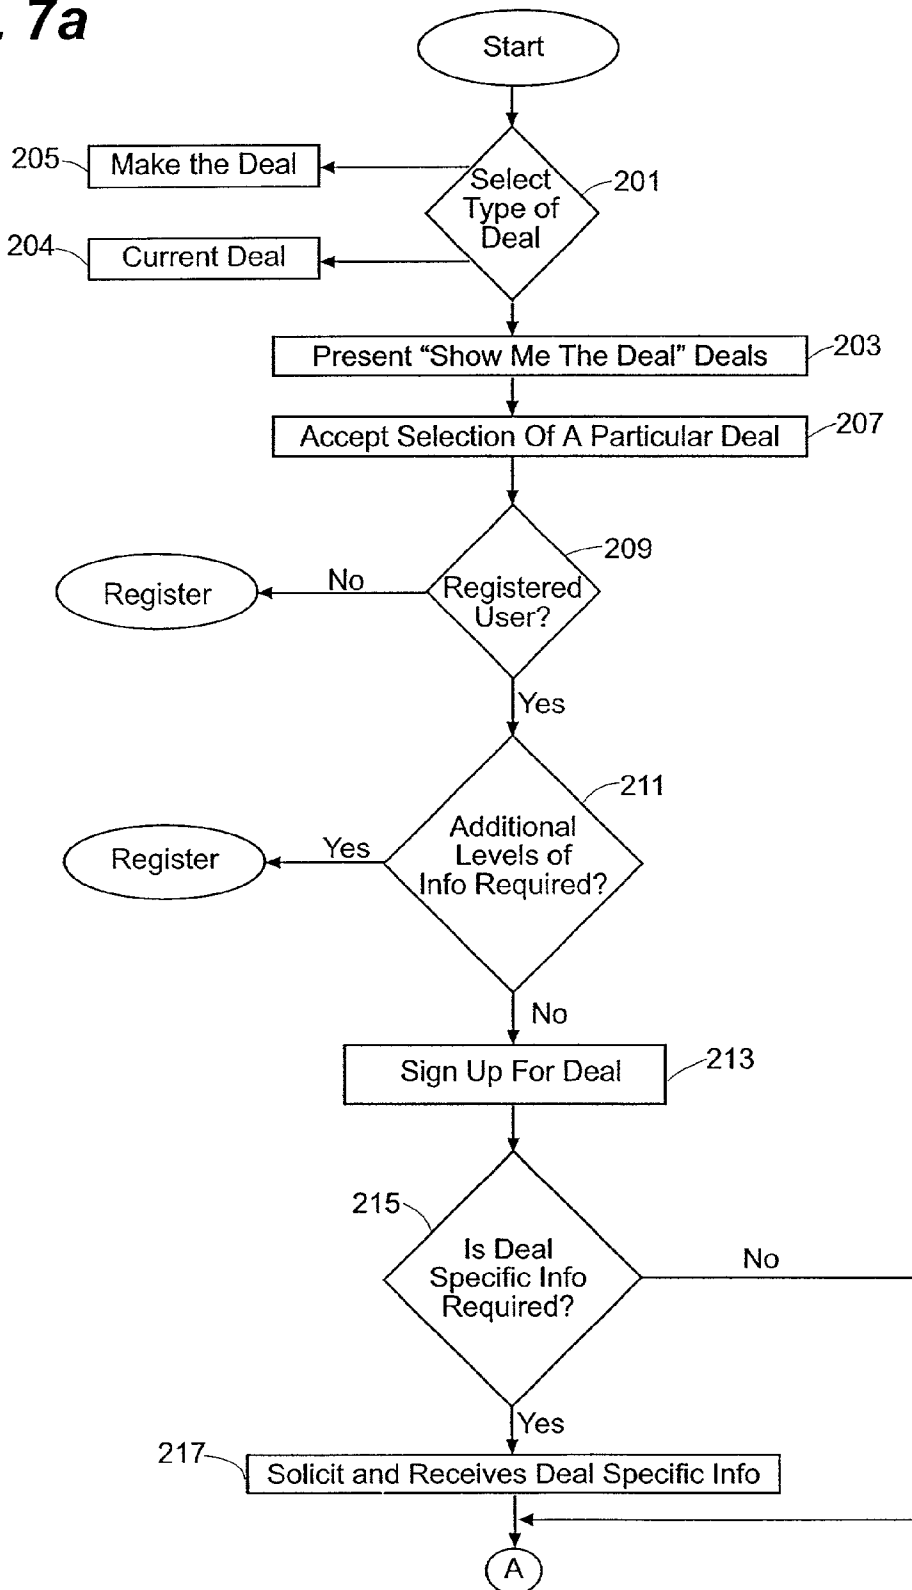 . 7a
Start
205
Make the Deal
Select
Type of
Deal
201
204
Current Deal
Present “Show Me The Deal” Deals
203
Accept Selection Of A Particular Deal
207
209
Register
No
Registered
User?
Yes
211
Register
Yes
Additional
Levels of
Info Required?
No
Sign Up For Deal
213
215
Is Deal
Specific Info
Required?
No
Yes
217
Solicit and Receives Deal Specific Info
A